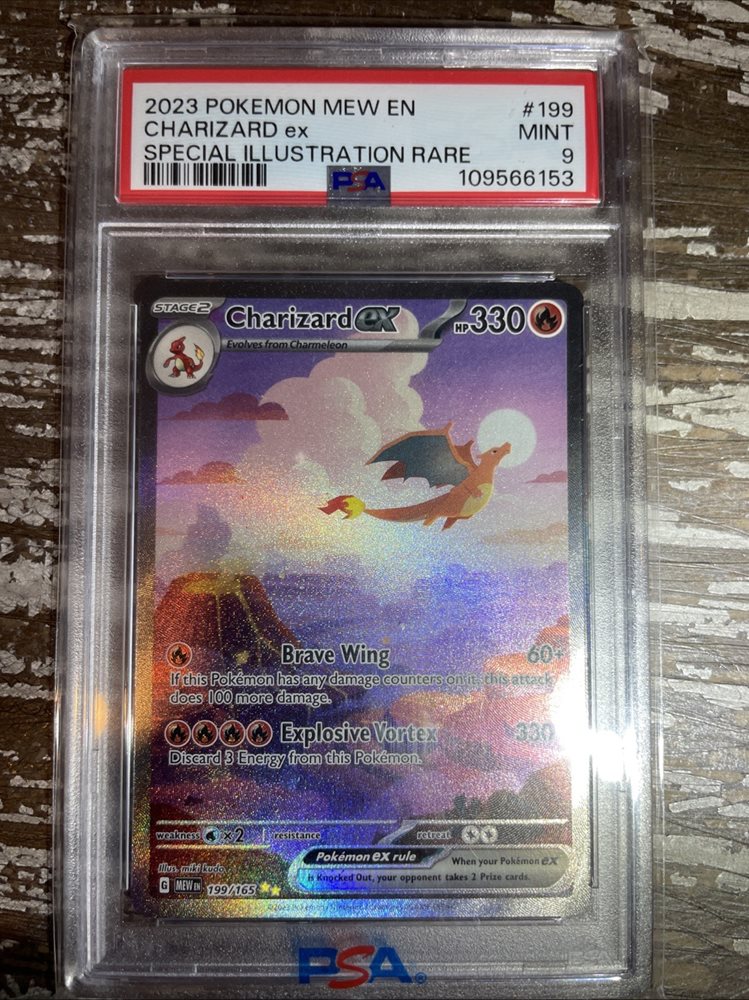 2023 POKEMON MEW EN #199
CHARIZARD ex MINT
SPECIAL ILLUSTRATION RARE 9
PSA 109566153
STAGE2 Charizard ex HP 330
Evolves from Charmeleon
Brave Wing 60+
If this Pokémon has any damage counters on it, this attack
does 100 more damage.
Explosive Vortex 330
Discard 3 Energy from this Pokémon.
weakness ×2 resistance retreat
Pokémon ex rule When your Pokémon ex
is Knocked Out, your opponent takes 2 Prize cards.
Illus. miki kudo
G MEW EN 199/165
PSA®